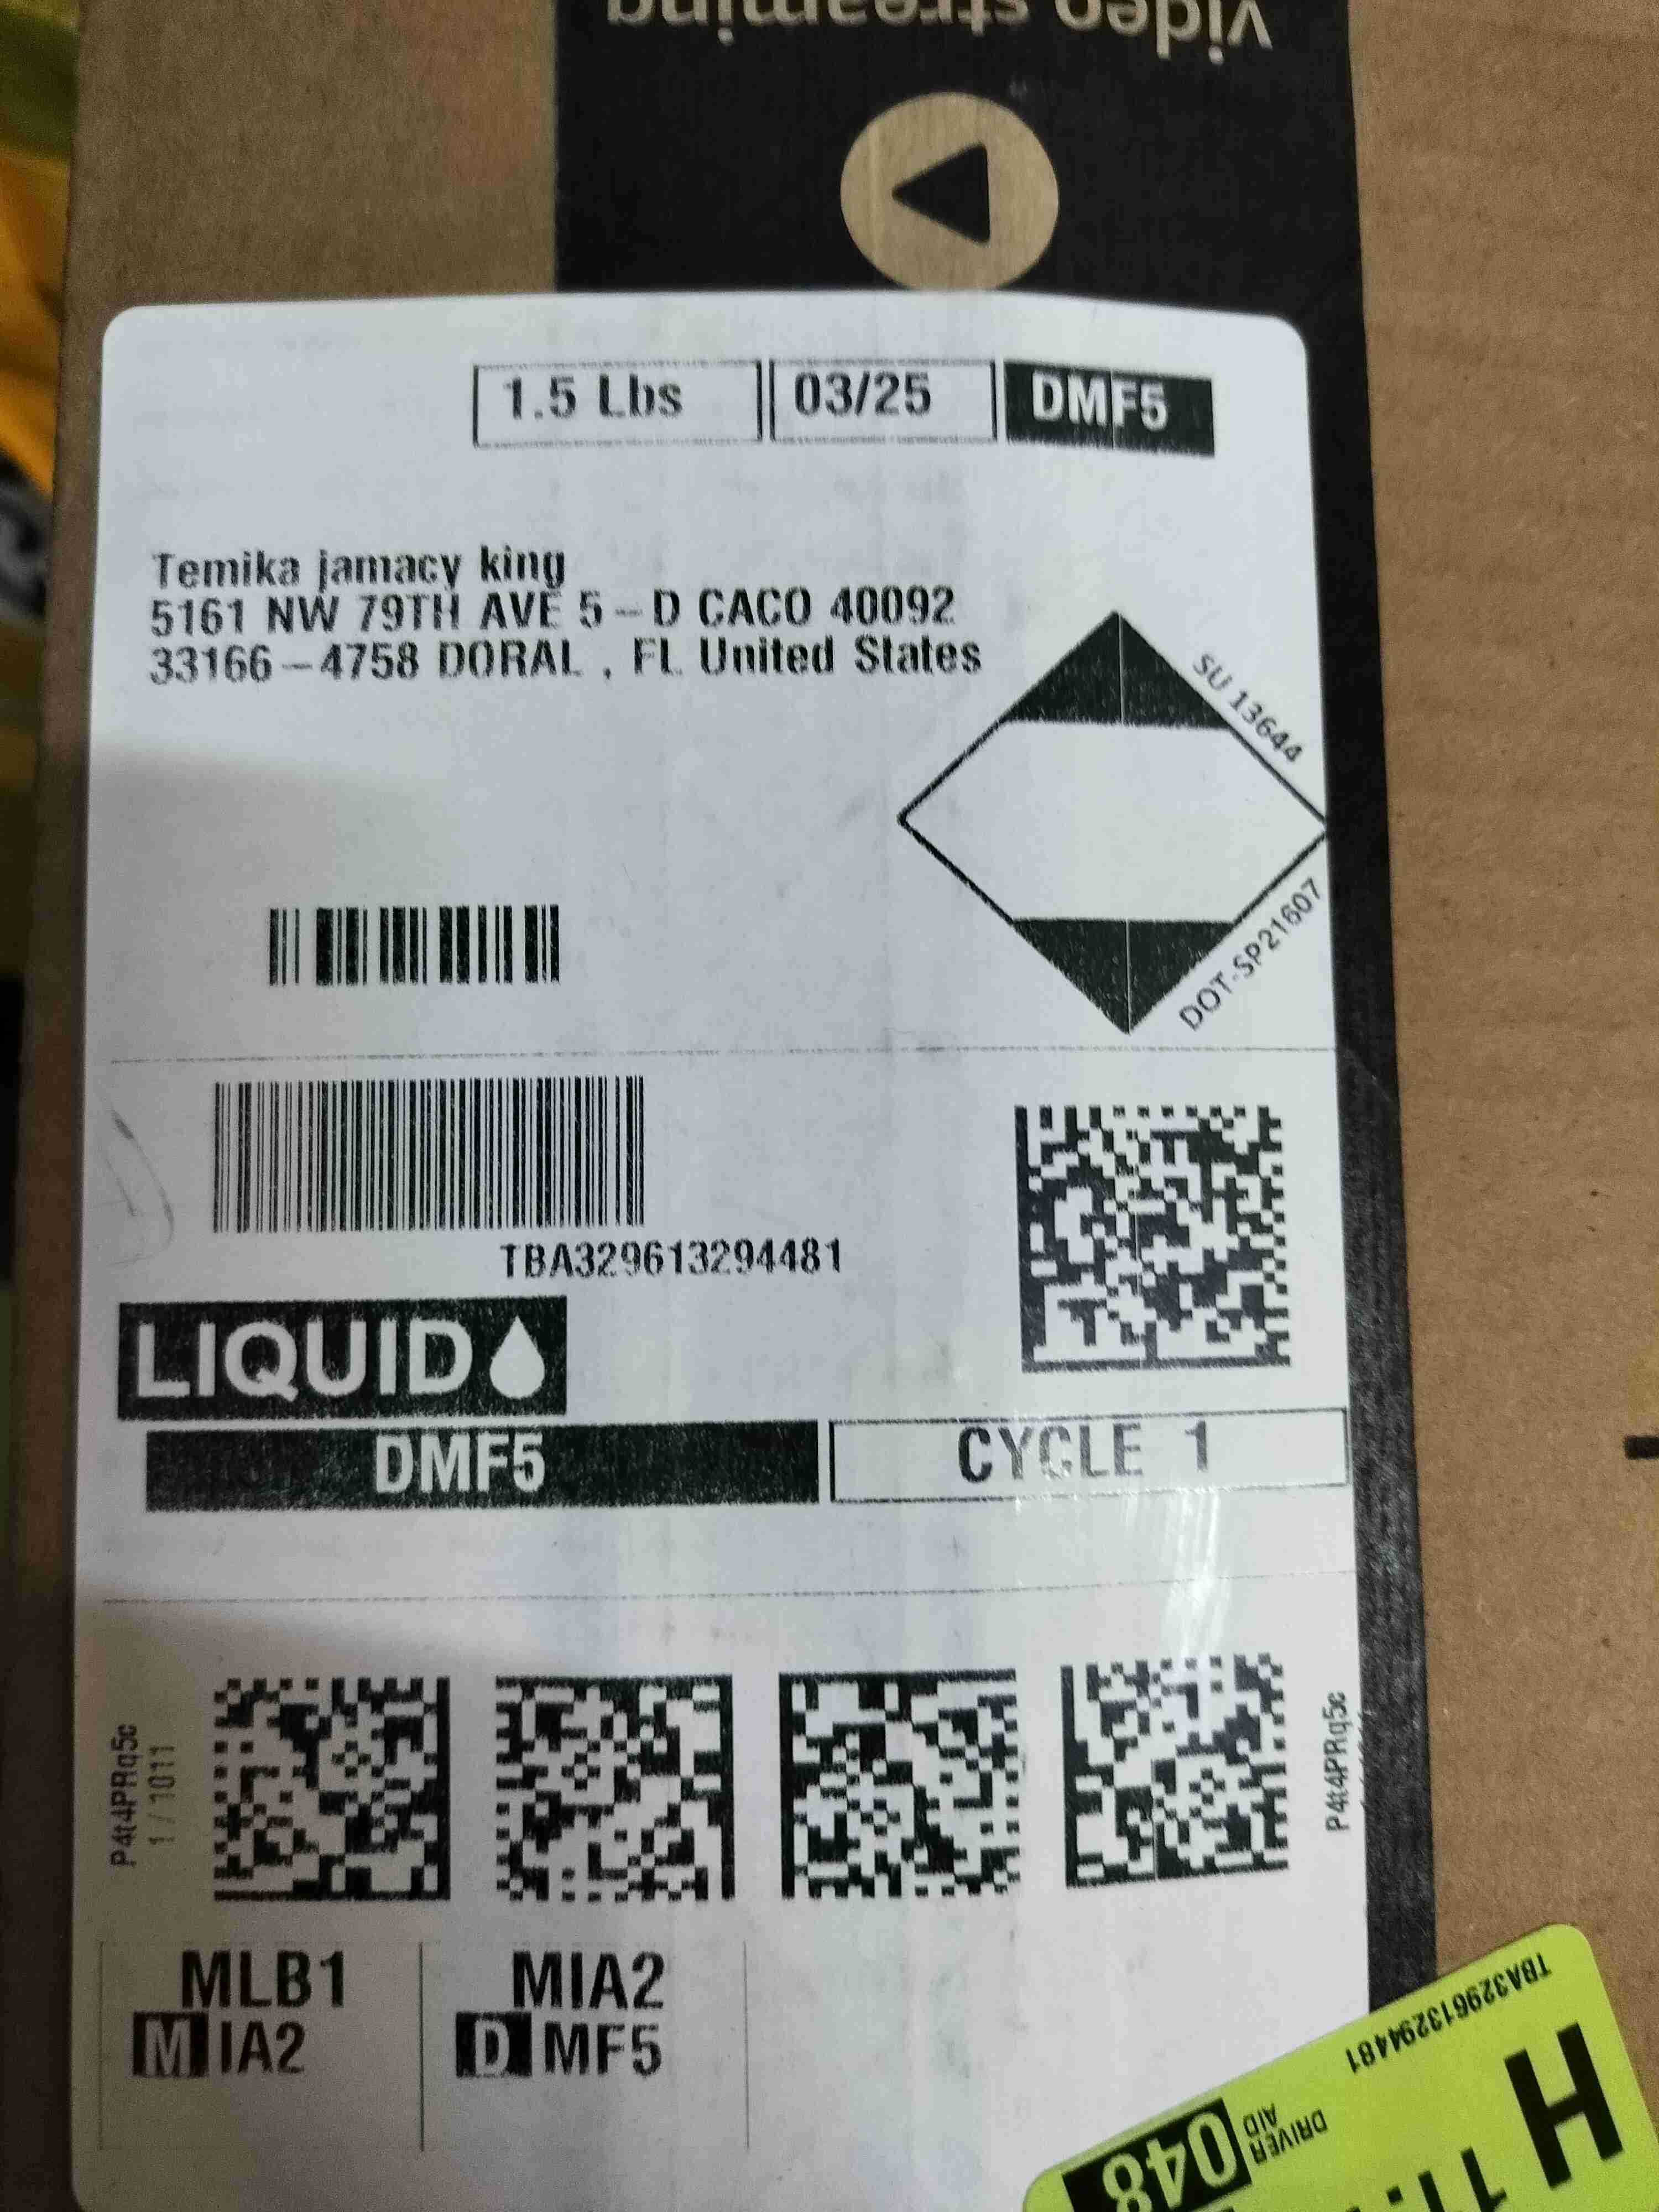 video streaming
1.5 Lbs 03/25 DMF5
Temika jamacy king
5161 NW 79TH AVE 5-D CACO 40092
33166-4758 DORAL , FL United States
SU 13644
DOT-SP21607
TBA329613294481
LIQUID
DMF5 CYCLE 1
P4t4PRq5c
1 / 1011
P4t4PRq5c
MLB1 MIA2
MIA2 DMF5
TBA329613294481
DRIVER
AID
048
H